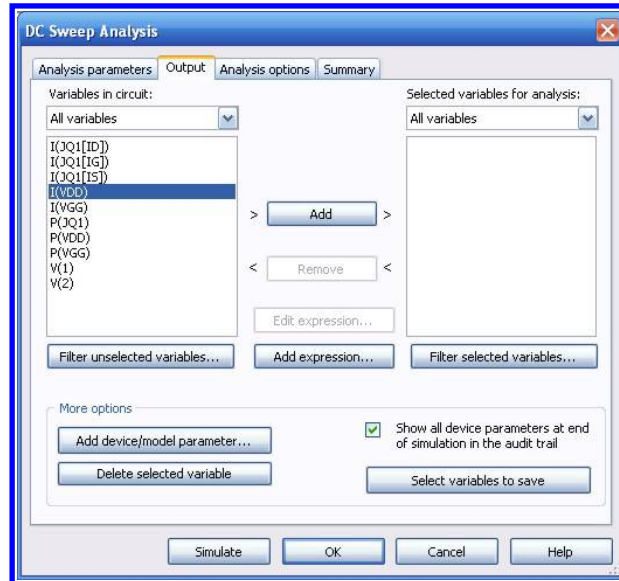 DC Sweep Analysis
Analysis parameters Output Analysis options Summary
Variables in circuit:
All variables
I(JQ1[ID])
I(JQ1[IG])
I(JQ1[IS])
I(VDD)
I(VGG)
P(JQ1)
P(VDD)
P(VGG)
V(1)
V(2)
Filter unselected variables...
> Add >
< Remove <
Edit expression...
Add expression...
Selected variables for analysis:
All variables
Filter selected variables...
More options
Add device/model parameter...
Delete selected variable
Show all device parameters at end
of simulation in the audit trail
Select variables to save
Simulate OK Cancel Help